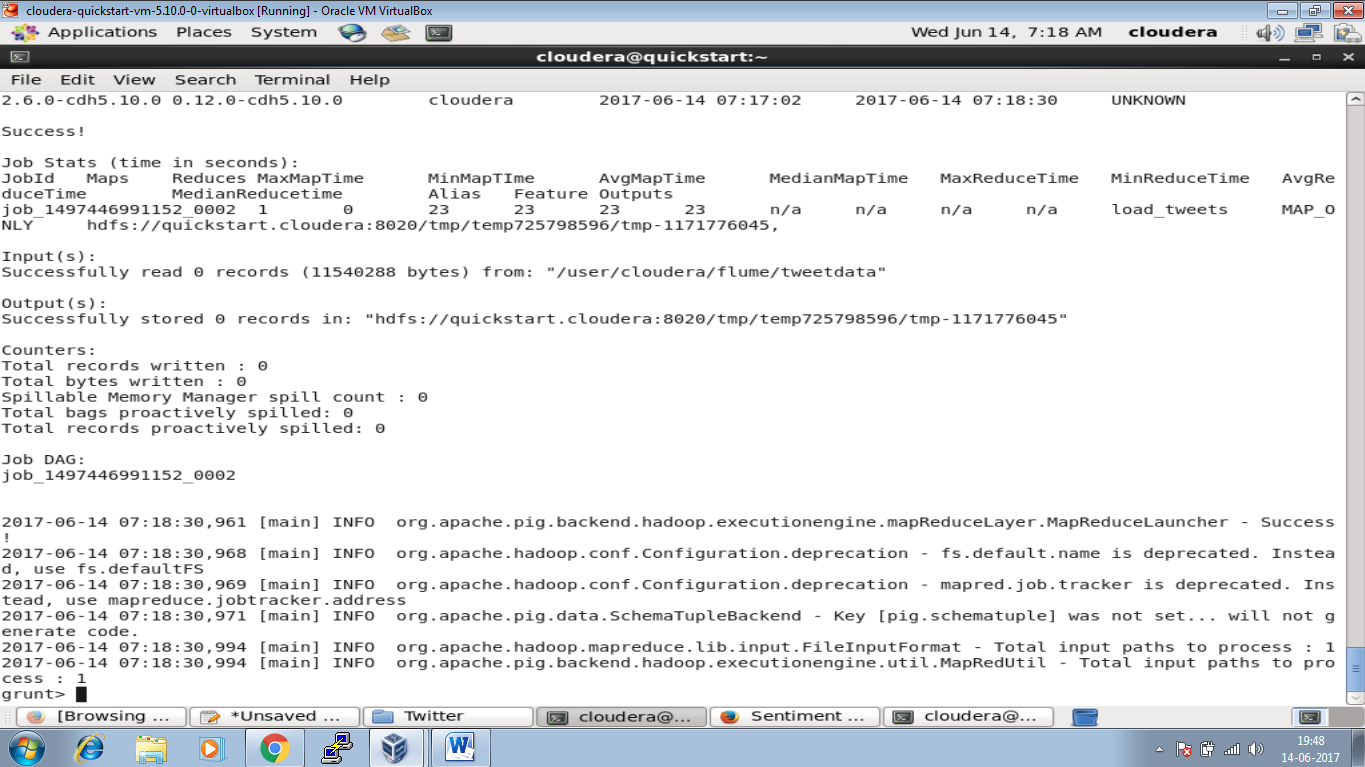 cloudera-quickstart-vm-5.10.0-0-virtualbox [Running] - Oracle VM VirtualBox
Applications Places System Wed Jun 14, 7:18 AM cloudera
cloudera@quickstart:~
File Edit View Search Terminal Help
2.6.0-cdh5.10.0 0.12.0-cdh5.10.0 cloudera 2017-06-14 07:17:02 2017-06-14 07:18:30 UNKNOWN
Success!
Job Stats (time in seconds):
JobId Maps Reduces MaxMapTime MinMapTIme AvgMapTime MedianMapTime MaxReduceTime MinReduceTime AvgRe
duceTime MedianReducetime Alias Feature Outputs
job_1497446991152_0002 1 0 23 23 23 23 n/a n/a n/a n/a load_tweets MAP_O
NLY hdfs://quickstart.cloudera:8020/tmp/temp725798596/tmp-1171776045,
Input(s):
Successfully read 0 records (11540288 bytes) from: "/user/cloudera/flume/tweetdata"
Output(s):
Successfully stored 0 records in: "hdfs://quickstart.cloudera:8020/tmp/temp725798596/tmp-1171776045"
Counters:
Total records written : 0
Total bytes written : 0
Spillable Memory Manager spill count : 0
Total bags proactively spilled: 0
Total records proactively spilled: 0
Job DAG:
job_1497446991152_0002
2017-06-14 07:18:30,961 [main] INFO org.apache.pig.backend.hadoop.executionengine.mapReduceLayer.MapReduceLauncher - Success
!
2017-06-14 07:18:30,968 [main] INFO org.apache.hadoop.conf.Configuration.deprecation - fs.default.name is deprecated. Instea
d, use fs.defaultFS
2017-06-14 07:18:30,969 [main] INFO org.apache.hadoop.conf.Configuration.deprecation - mapred.job.tracker is deprecated. Ins
tead, use mapreduce.jobtracker.address
2017-06-14 07:18:30,971 [main] INFO org.apache.pig.data.SchemaTupleBackend - Key [pig.schematuple] was not set... will not g
enerate code.
2017-06-14 07:18:30,994 [main] INFO org.apache.hadoop.mapreduce.lib.input.FileInputFormat - Total input paths to process : 1
2017-06-14 07:18:30,994 [main] INFO org.apache.pig.backend.hadoop.executionengine.util.MapRedUtil - Total input paths to pro
cess : 1
grunt>
[Browsing ... *Unsaved ... Twitter cloudera@... Sentiment ... cloudera@...
19:48
14-06-2017